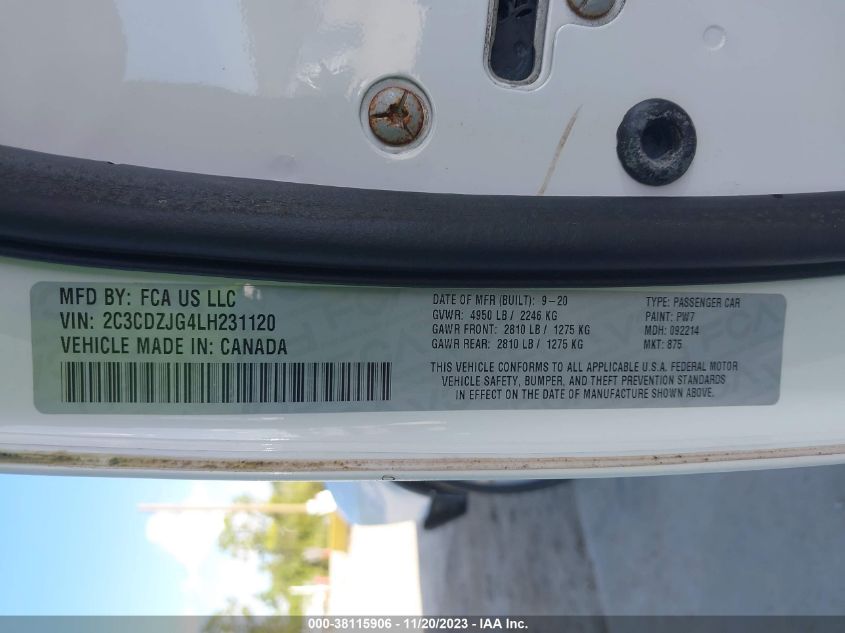 MFD BY: FCA US LLC
VIN: 2C3CDZJG4LH231120
VEHICLE MADE IN: CANADA
DATE OF MFR (BUILT): 9-20
GVWR: 4950 LB / 2246 KG
GAWR FRONT: 2810 LB / 1275 KG
GAWR REAR: 2810 LB / 1275 KG
TYPE: PASSENGER CAR
PAINT: PW7
MDH: 092214
MKT: 875
THIS VEHICLE CONFORMS TO ALL APPLICABLE U.S.A. FEDERAL MOTOR
VEHICLE SAFETY, BUMPER, AND THEFT PREVENTION STANDARDS
IN EFFECT ON THE DATE OF MANUFACTURE SHOWN ABOVE.
000-38115906 - 11/20/2023 - IAA Inc.